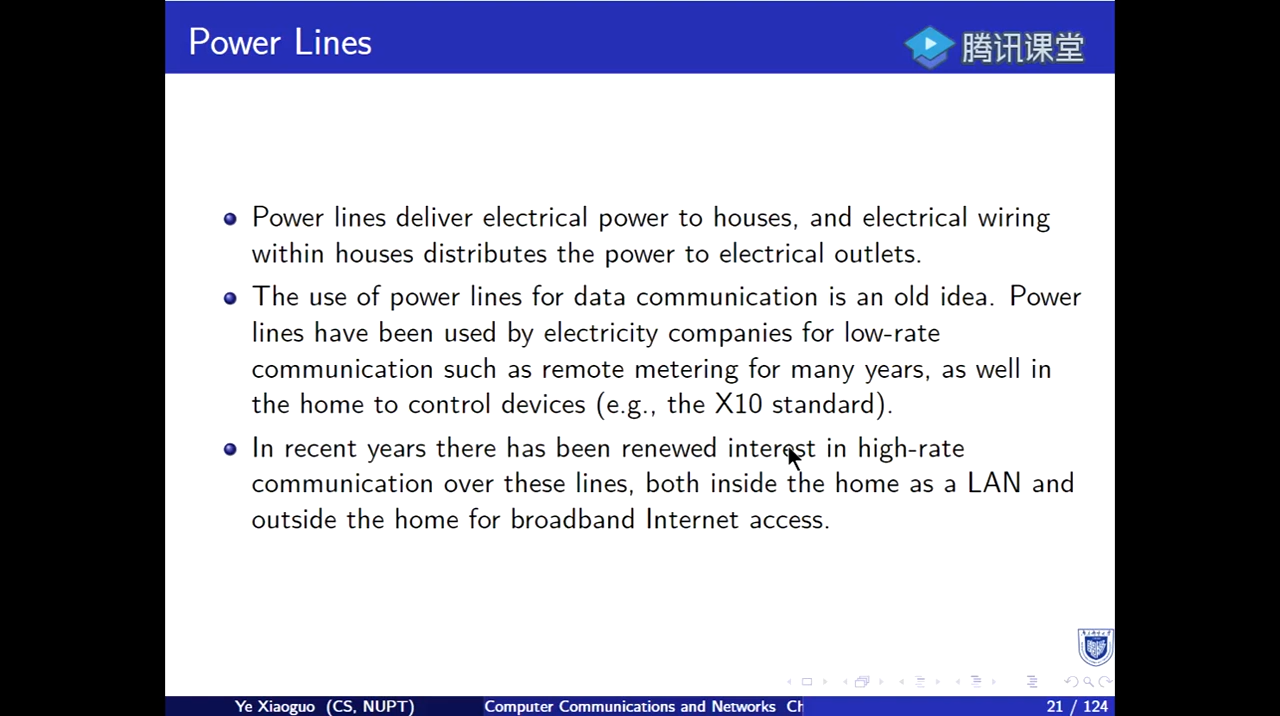 Power Lines
腾讯课堂
Power lines deliver electrical power to houses, and electrical wiring
within houses distributes the power to electrical outlets.
The use of power lines for data communication is an old idea. Power
lines have been used by electricity companies for low-rate
communication such as remote metering for many years, as well in
the home to control devices (e.g., the X10 standard).
In recent years there has been renewed interest in high-rate
communication over these lines, both inside the home as a LAN and
outside the home for broadband Internet access.
Ye Xiaoguo (CS, NUPT)
Computer Communications and Networks Ch
21 / 124